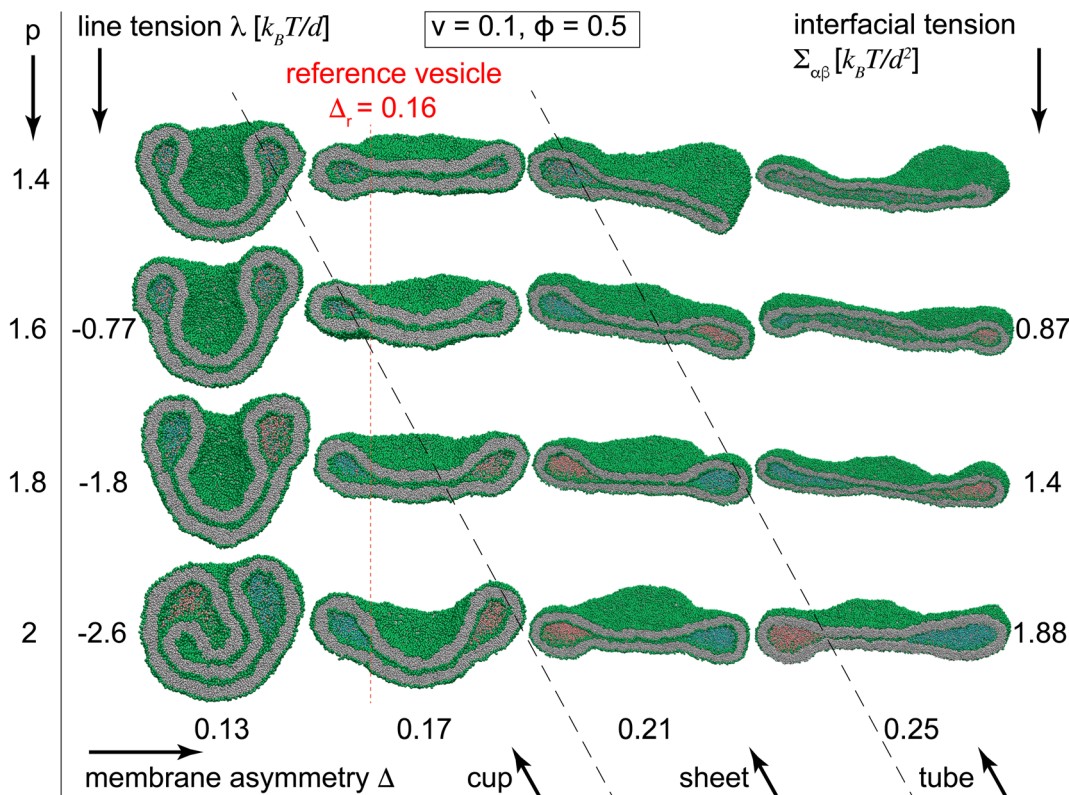 p
line tension λ [k_BT/d]
v = 0.1, ϕ = 0.5
interfacial tension
Σ_αβ [k_BT/d²]
reference vesicle
Δ_r = 0.16
1.4
1.6 -0.77 0.87
1.8 -1.8 1.4
2 -2.6 1.88
0.13 0.17 0.21 0.25
membrane asymmetry Δ cup sheet tube